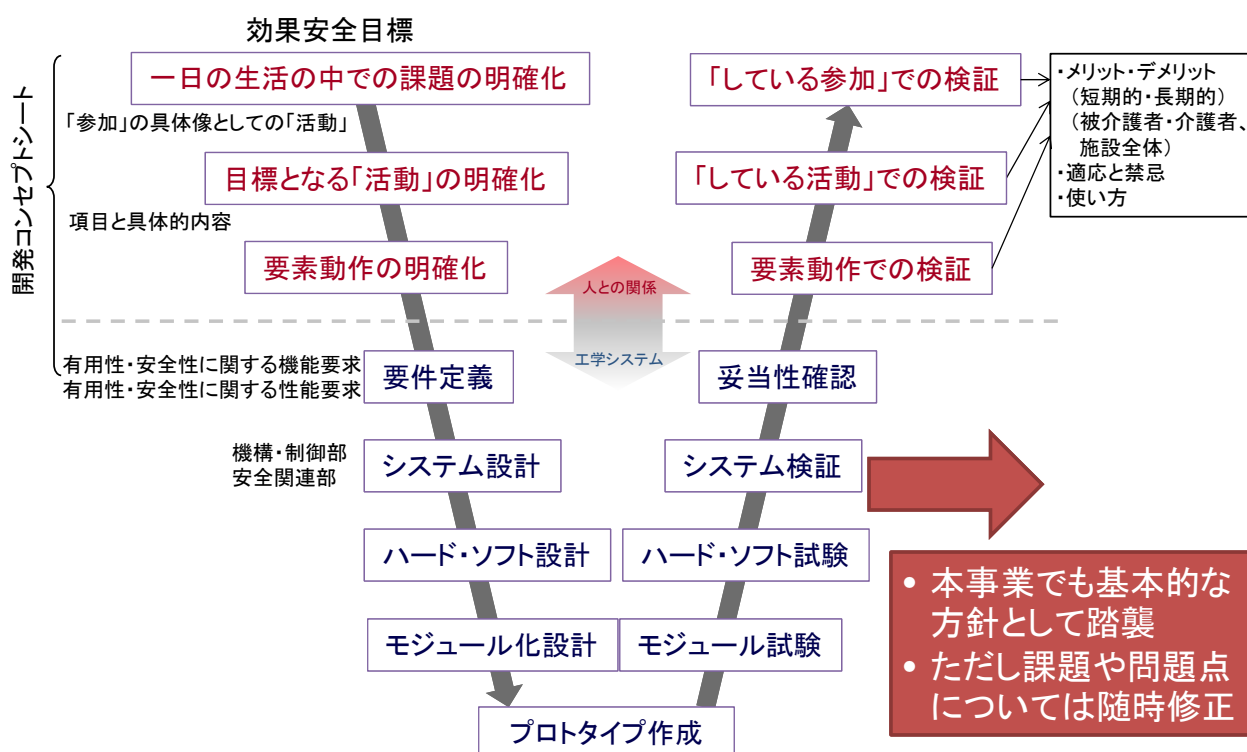 効果安全目標
開発コンセプトシート
一日の生活の中での課題の明確化
「参加」の具体像としての「活動」
目標となる「活動」の明確化
項目と具体的内容
要素動作の明確化
有用性・安全性に関する機能要求
有用性・安全性に関する性能要求
要件定義
機構・制御部
安全関連部
システム設計
ハード・ソフト設計
モジュール化設計
プロトタイプ作成
モジュール試験
ハード・ソフト試験
システム検証
妥当性確認
人との関係
工学システム
要素動作での検証
「している活動」での検証
「している参加」での検証
・メリット・デメリット
（短期的・長期的）
（被介護者・介護者、
施設全体）
・適応と禁忌
・使い方
• 本事業でも基本的な
方針として踏襲
• ただし課題や問題点
については随時修正